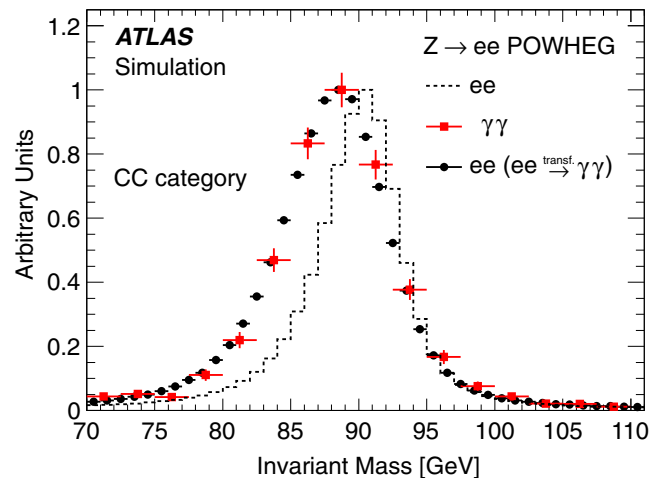 ATLAS
Simulation
CC category
Z → ee POWHEG
ee
γγ
ee (ee transf.→ γγ)
Arbitrary Units
1.2
1
0.8
0.6
0.4
0.2
0
70 75 80 85 90 95 100 105 110
Invariant Mass [GeV]